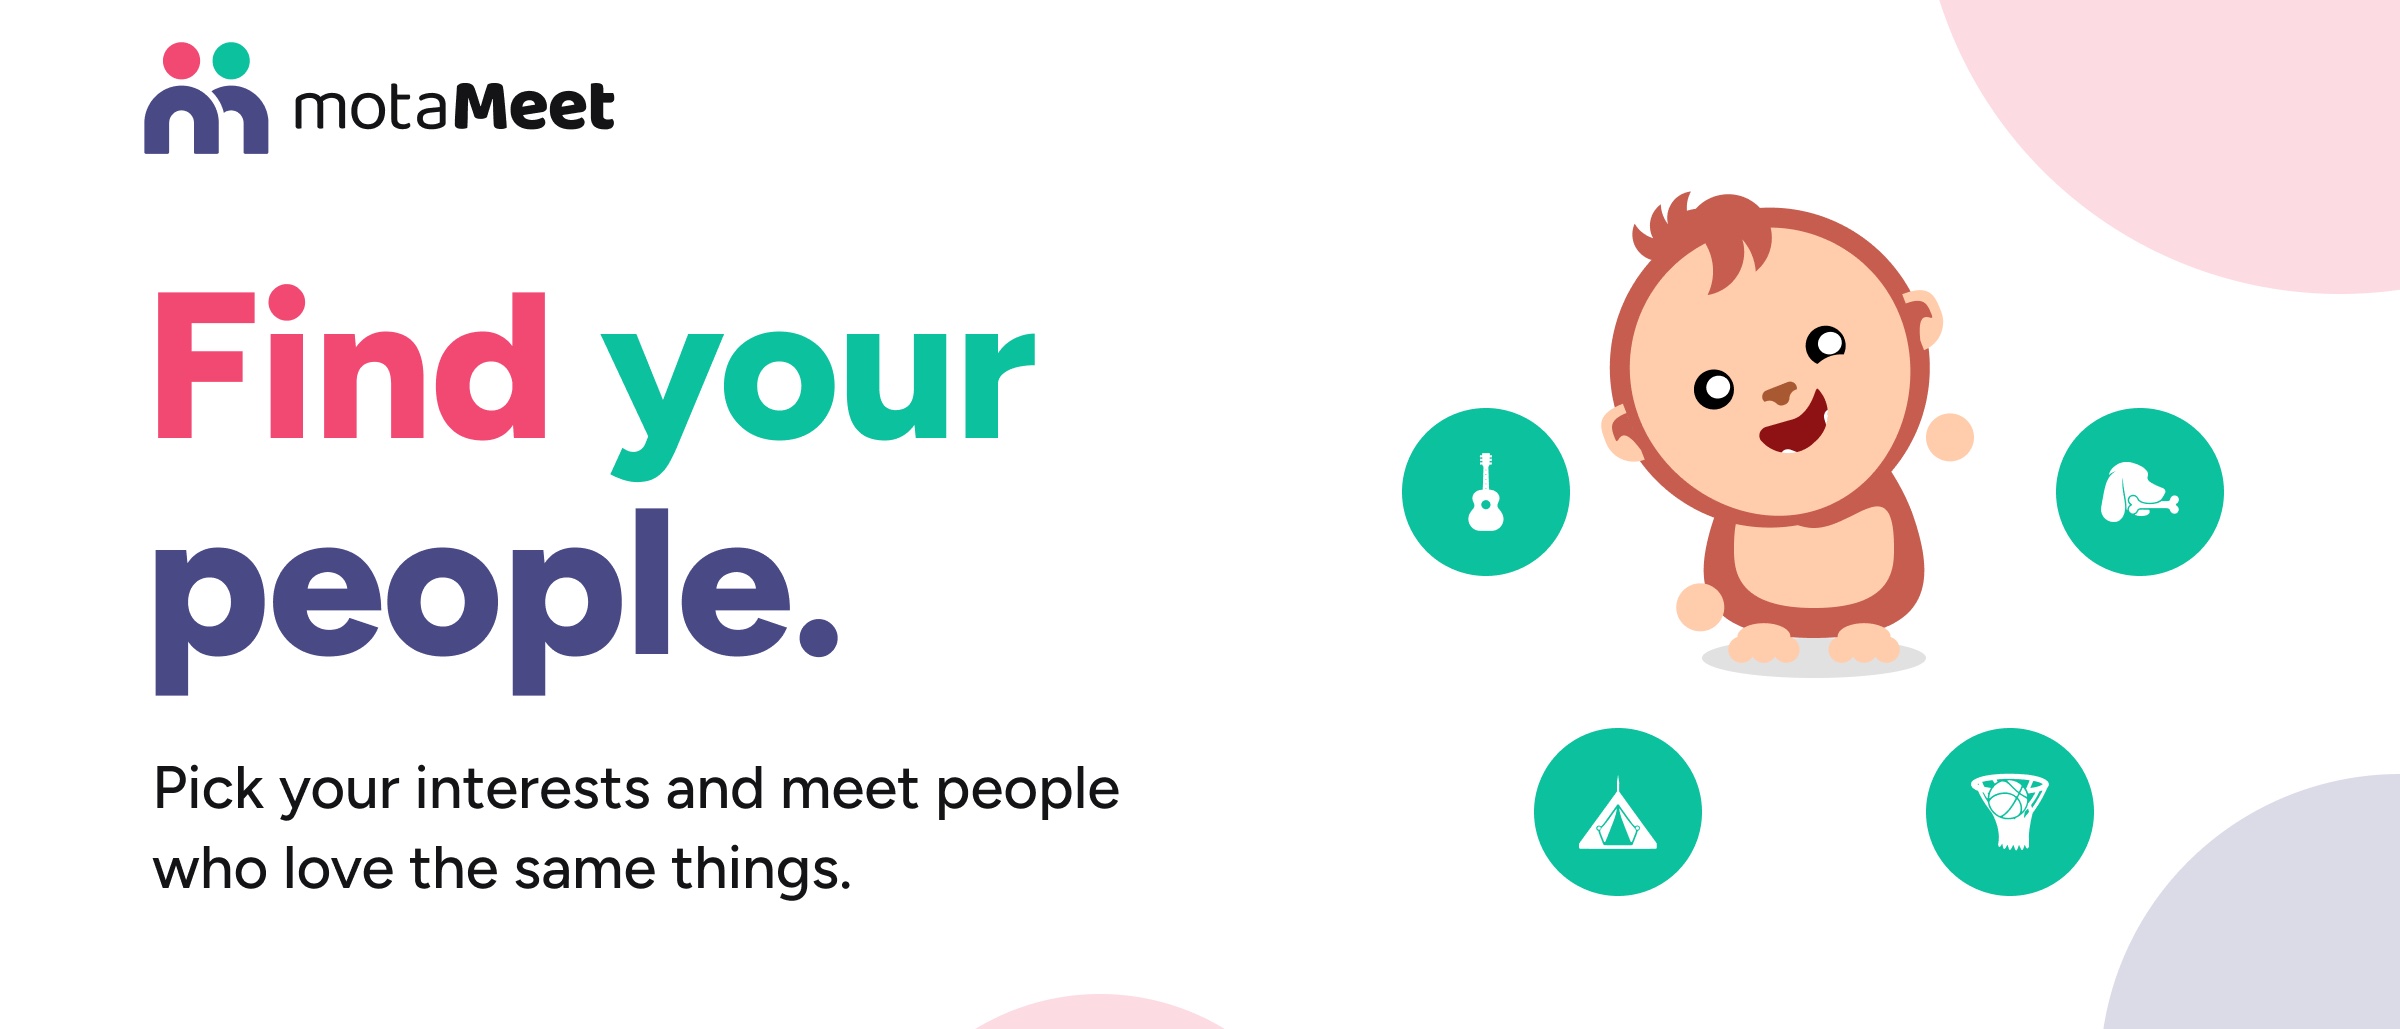 motaMeet
Find your
people.
Pick your interests and meet people
who love the same things.